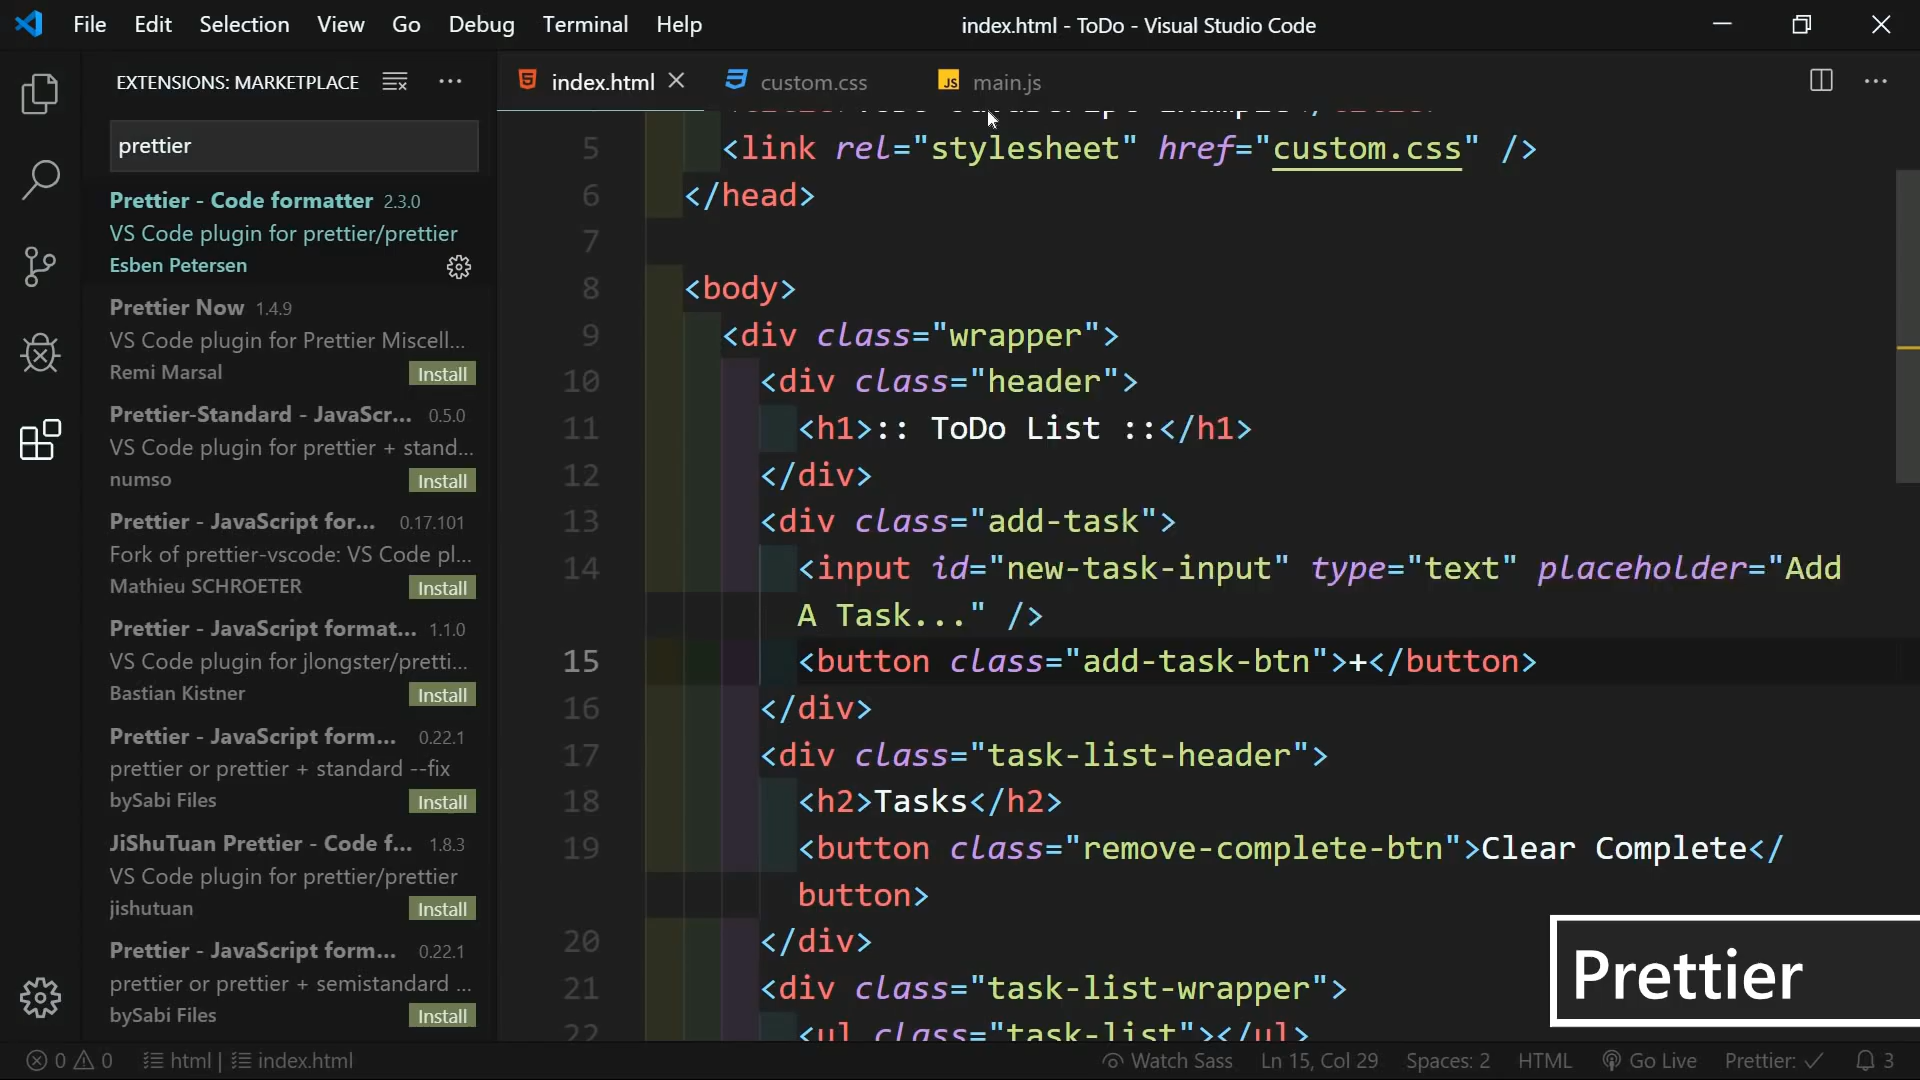 File Edit Selection View Go Debug Terminal Help
index.html - ToDo - Visual Studio Code
EXTENSIONS: MARKETPLACE
prettier
Prettier - Code formatter 2.3.0
VS Code plugin for prettier/prettier
Esben Petersen
Prettier Now 1.4.9
VS Code plugin for Prettier Miscell...
Remi Marsal Install
Prettier-Standard - JavaScr... 0.5.0
VS Code plugin for prettier + stand...
numso Install
Prettier - JavaScript for... 0.17.101
Fork of prettier-vscode: VS Code pl...
Mathieu SCHROETER Install
Prettier - JavaScript format... 1.1.0
VS Code plugin for jlongster/pretti...
Bastian Kistner Install
Prettier - JavaScript form... 0.22.1
prettier or prettier + standard --fix
bySabi Files Install
JiShuTuan Prettier - Code f... 1.8.3
VS Code plugin for prettier/prettier
jishutuan Install
Prettier - JavaScript form... 0.22.1
prettier or prettier + semistandard ...
bySabi Files Install
index.html custom.css JS main.js
5 <link rel="stylesheet" href="custom.css" />
6 </head>
7
8 <body>
9 <div class="wrapper">
10 <div class="header">
11 <h1>:: ToDo List ::</h1>
12 </div>
13 <div class="add-task">
14 <input id="new-task-input" type="text" placeholder="Add
A Task..." />
15 <button class="add-task-btn">+</button>
16 </div>
17 <div class="task-list-header">
18 <h2>Tasks</h2>
19 <button class="remove-complete-btn">Clear Complete</
button>
20 </div>
21 <div class="task-list-wrapper">
22 <ul class="task-list"></ul>
Prettier
0 0 html | index.html
Watch Sass Ln 15, Col 29 Spaces: 2 HTML Go Live Prettier: ✓ 3